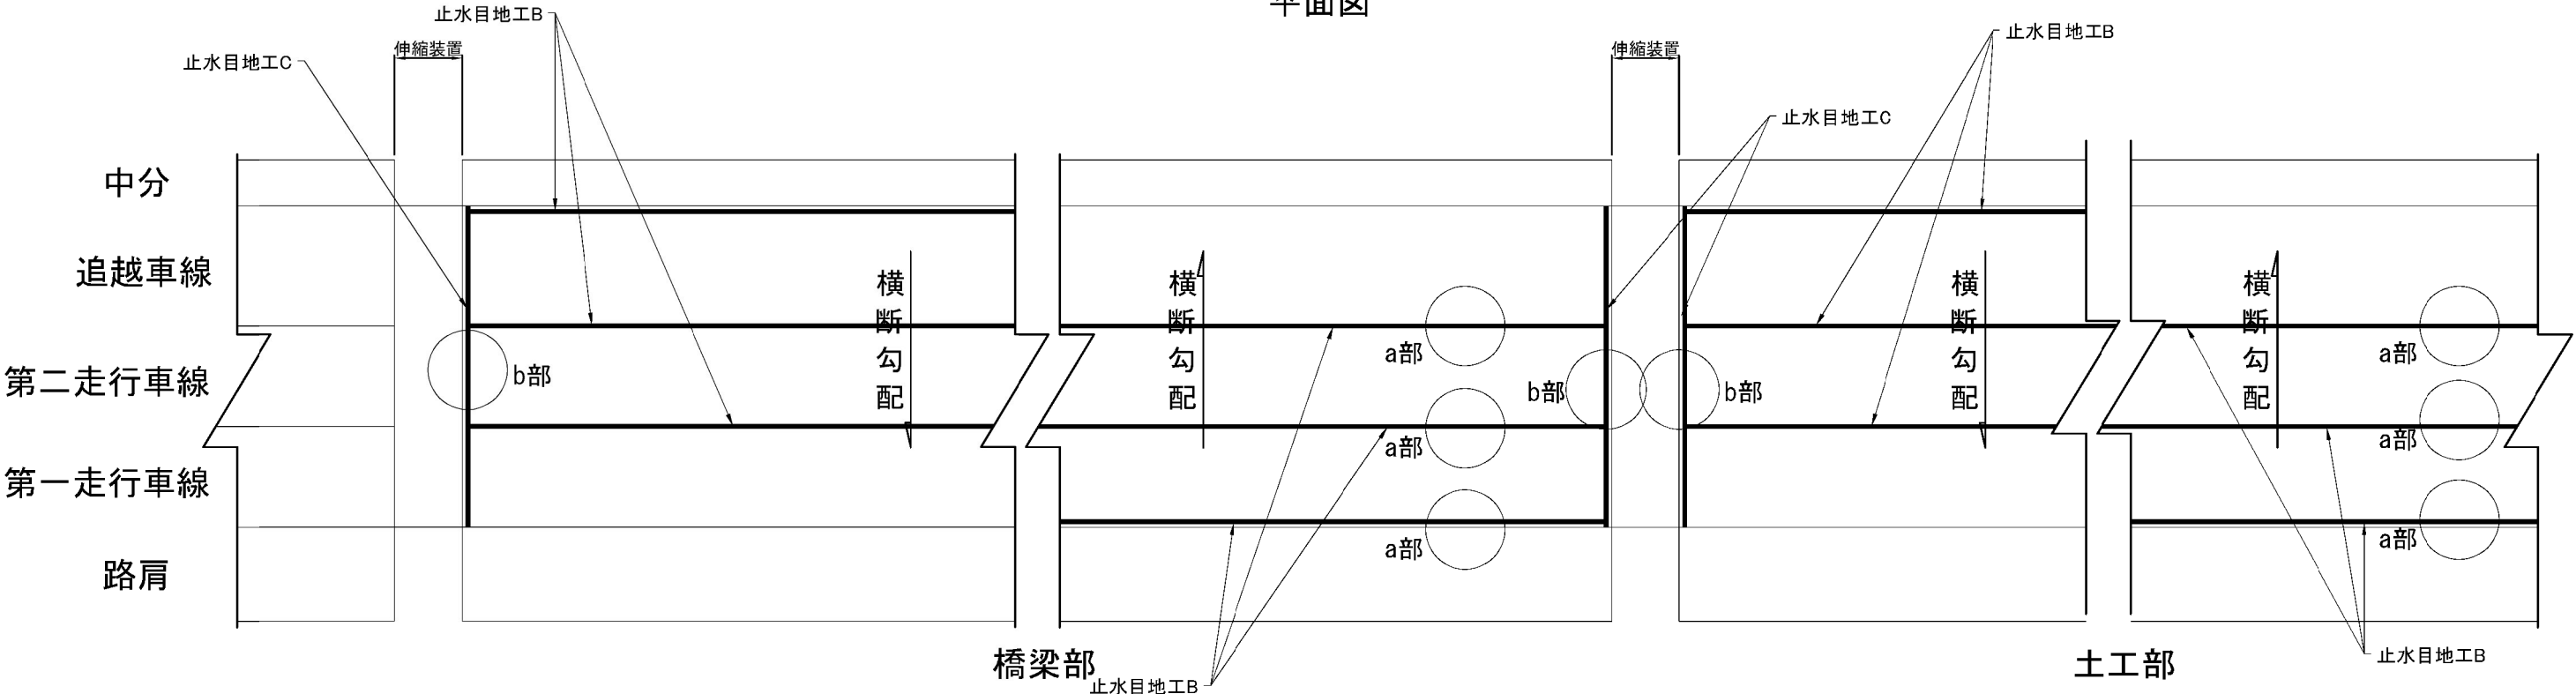 平面図
止水目地工B
伸縮装置
止水目地工C
伸縮装置
止水目地工B
止水目地工C
中分
追越車線
第二走行車線
第一走行車線
路肩
横断勾配
横断勾配
横断勾配
横断勾配
b部
a部
a部
a部
b部
b部
a部
a部
a部
橋梁部
止水目地工B
土工部
止水目地工B